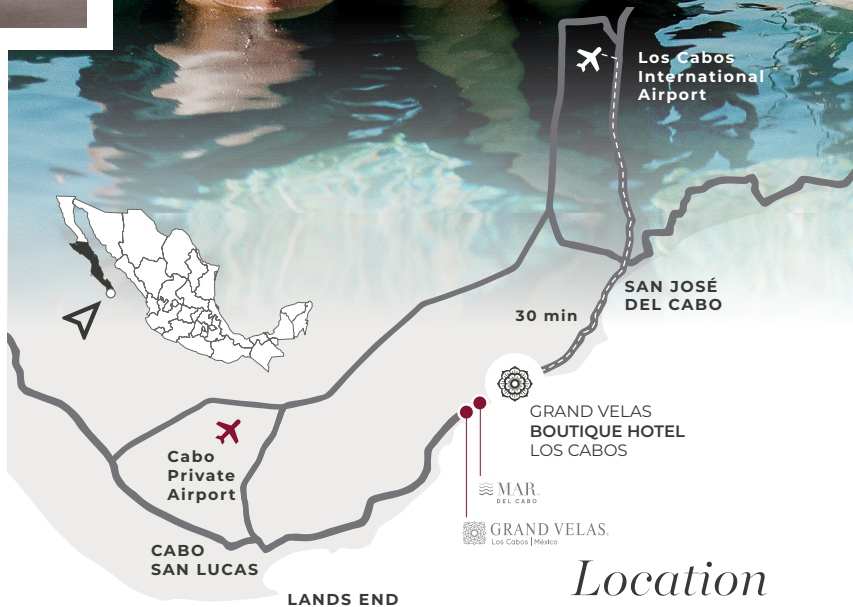 Los Cabos
International
Airport
SAN JOSÉ
DEL CABO
30 min
GRAND VELAS
BOUTIQUE HOTEL
LOS CABOS
Cabo
Private
Airport
MAR.
DEL CABO
GRAND VELAS.
Los Cabos | México
CABO
SAN LUCAS
LANDS END
Location